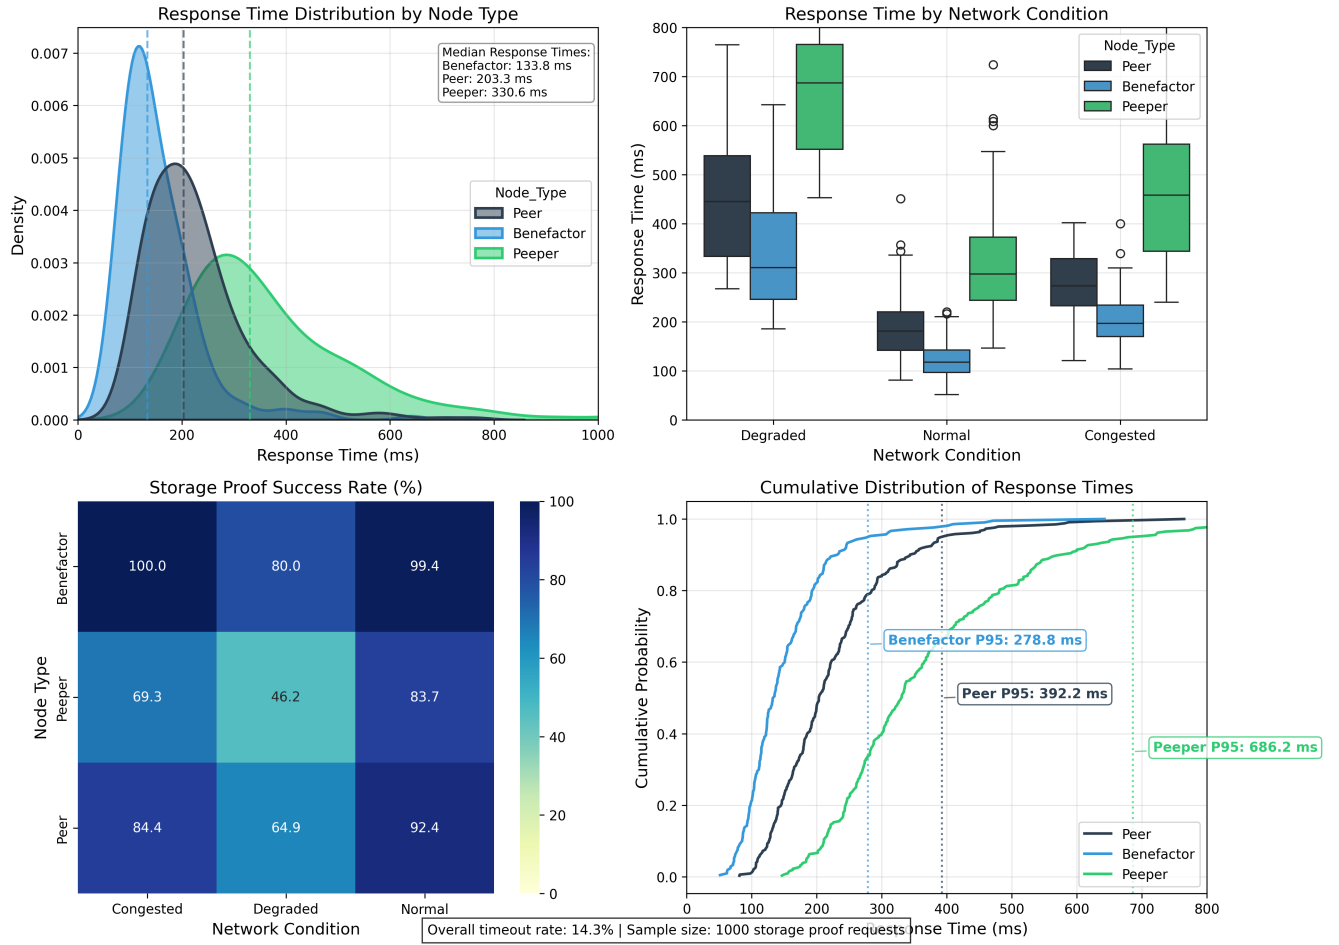 Response Time Distribution by Node Type
Density
0.007
0.006
0.005
0.004
0.003
0.002
0.001
0.000
Median Response Times:
Benefactor: 133.8 ms
Peer: 203.3 ms
Peeper: 330.6 ms
Node_Type
Peer
Benefactor
Peeper
0 200 400 600 800 1000
Response Time (ms)
Response Time by Network Condition
Response Time (ms)
800
700
600
500
400
300
200
100
0
Node_Type
Peer
Benefactor
Peeper
Degraded Normal Congested
Network Condition
Storage Proof Success Rate (%)
Node Type
Benefactor
Peeper
Peer
100.0 80.0 99.4
69.3 46.2 83.7
84.4 64.9 92.4
Congested Degraded Normal
Network Condition
100
80
60
40
20
0
Cumulative Distribution of Response Times
Cumulative Probability
1.0
0.8
0.6
0.4
0.2
0.0
Benefactor P95: 278.8 ms
Peer P95: 392.2 ms
Peeper P95: 686.2 ms
Peer
Benefactor
Peeper
0 100 200 300 400 500 600 700 800
Time (ms)
Overall timeout rate: 14.3% | Sample size: 1000 storage proof requests